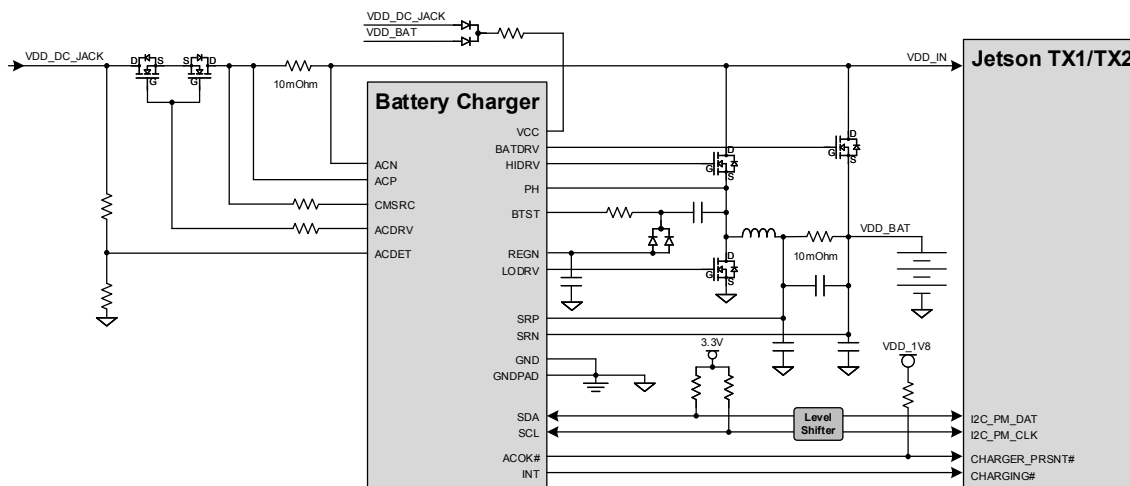 VDD_DC_JACK
VDD_BAT
VDD_DC_JACK
D
S
G
S
D
G
10mOhm
VDD_IN
Jetson TX1/TX2
Battery Charger
VCC
BATDRV
HIDRV
PH
BTST
REGN
LODRV
SRP
SRN
GND
GNDPAD
SDA
SCL
ACOK#
INT
ACN
ACP
CMSRC
ACDRV
ACDET
D
G
S
D
G
S
D
G
S
10mOhm
VDD_BAT
3.3V
VDD_1V8
Level
Shifter
I2C_PM_DAT
I2C_PM_CLK
CHARGER_PRSNT#
CHARGING#